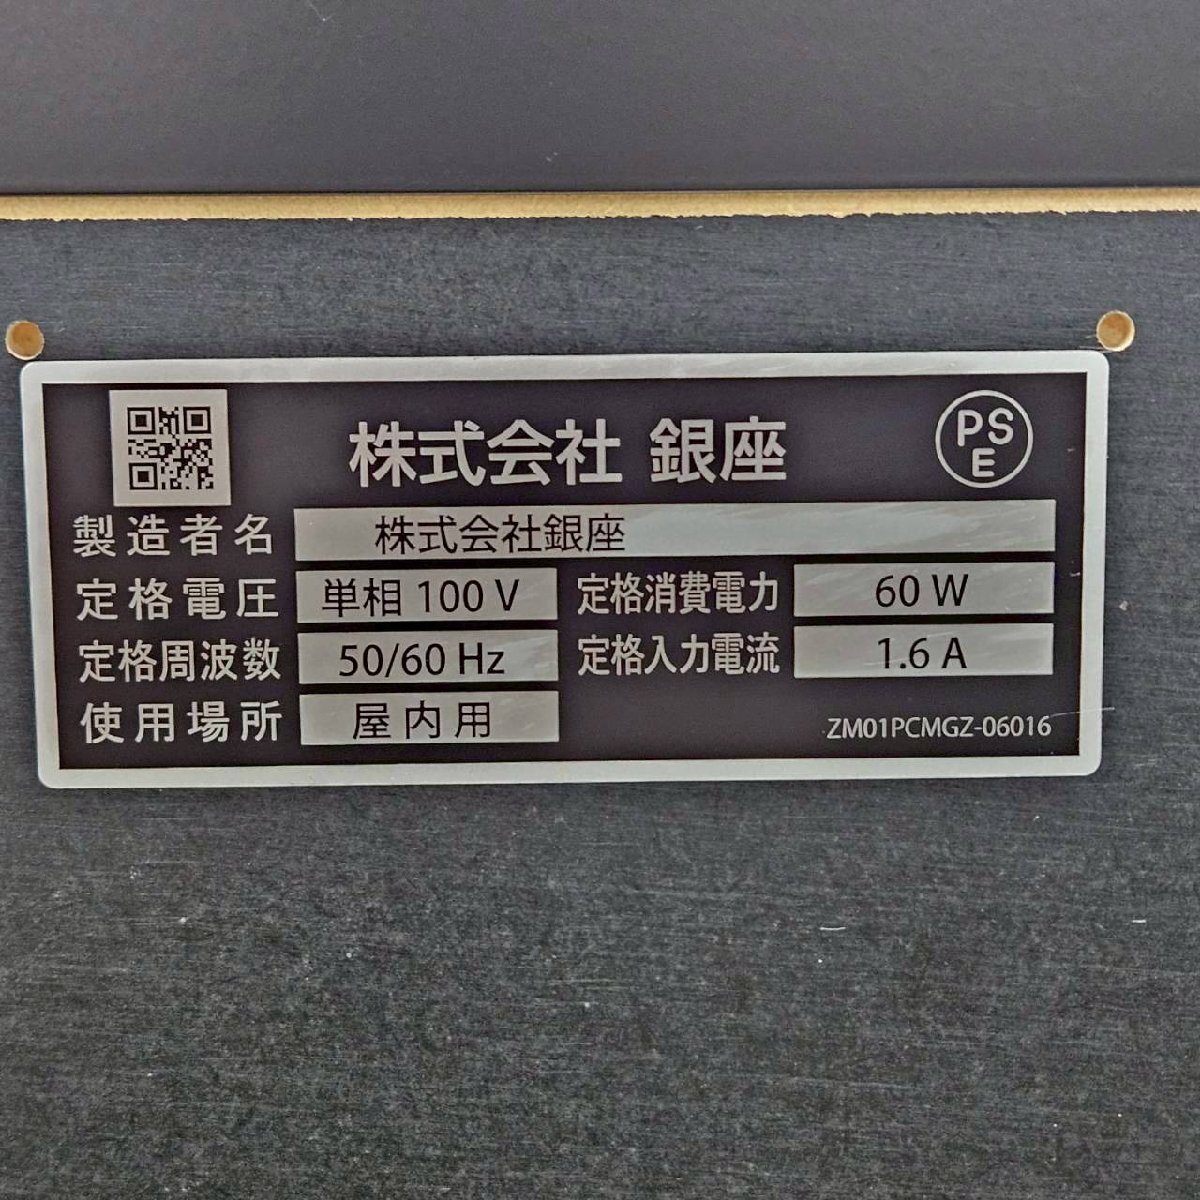 株式会社 銀座
PS
E
製造者名 株式会社銀座
定格電圧 単相 100 V 定格消費電力 60 W
定格周波数 50/60 Hz 定格入力電流 1.6 A
使用場所 屋内用
ZM01PCMGZ-06016